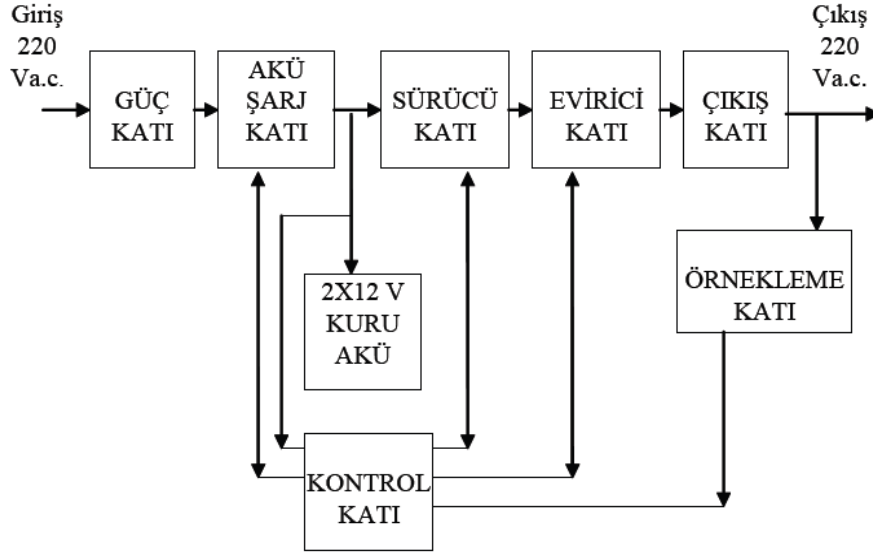 Giriş
220
Va.c.
Çıkış
220
Va.c.
GÜÇ
KATI
AKÜ
ŞARJ
KATI
SÜRÜCÜ
KATI
EVİRİCİ
KATI
ÇIKIŞ
KATI
2X12 V
KURU
AKÜ
ÖRNEKLEME
KATI
KONTROL
KATI